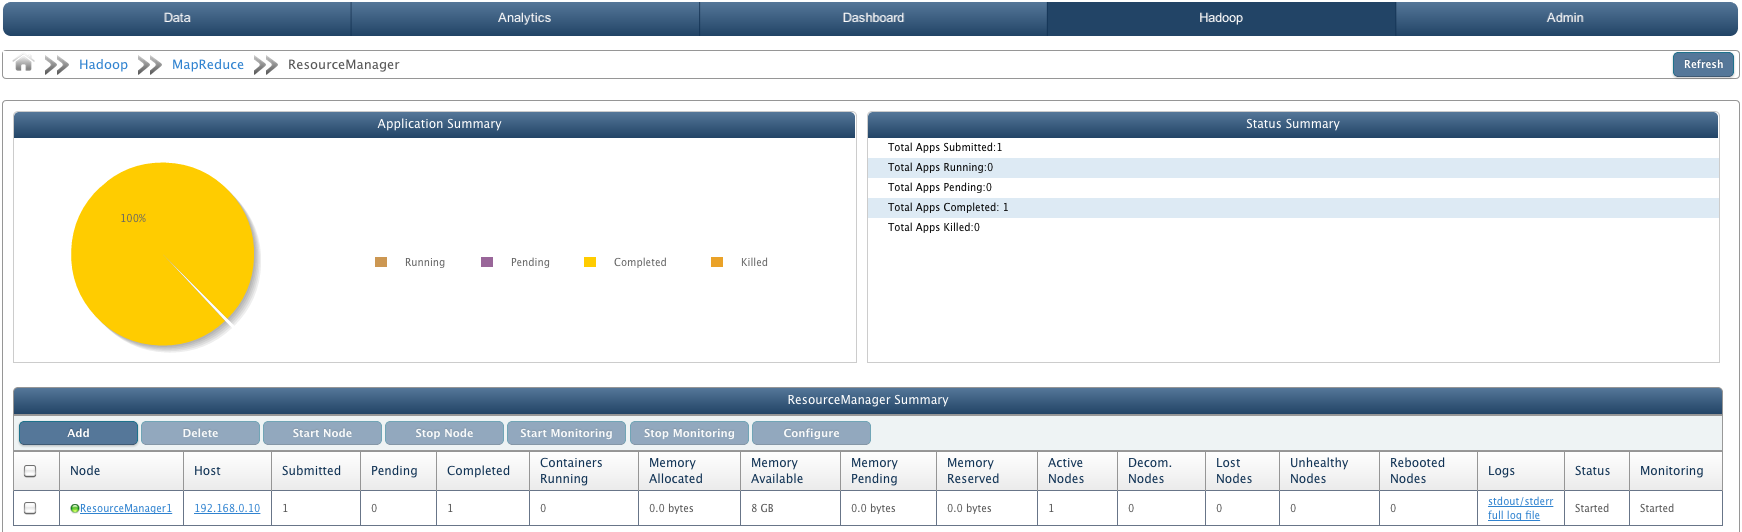 Data Analytics Dashboard Hadoop Admin
Hadoop MapReduce ResourceManager Refresh
Application Summary
100%
Running Pending Completed Killed
Status Summary
Total Apps Submitted:1
Total Apps Running:0
Total Apps Pending:0
Total Apps Completed: 1
Total Apps Killed:0
ResourceManager Summary
Add Delete Start Node Stop Node Start Monitoring Stop Monitoring Configure
Node Host Submitted Pending Completed Containers Running Memory Allocated Memory Available Memory Pending Memory Reserved Active Nodes Decom. Nodes Lost Nodes Unhealthy Nodes Rebooted Nodes Logs Status Monitoring
ResourceManager1 192.168.0.10 1 0 1 0 0.0 bytes 8 GB 0.0 bytes 0.0 bytes 1 0 0 0 0 stdout/stderr full log file Started Started